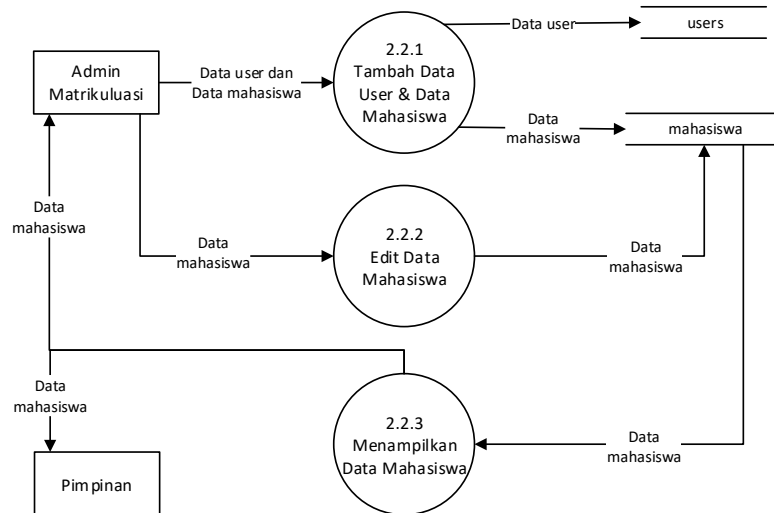 Data user
users
2.2.1
Tambah Data
User & Data
Mahasiswa
Admin
Matrikuluasi
Data user dan
Data mahasiswa
Data
mahasiswa
mahasiswa
Data
mahasiswa
Data
mahasiswa
2.2.2
Edit Data
Mahasiswa
Data
mahasiswa
Data
mahasiswa
2.2.3
Menampilkan
Data Mahasiswa
Data
mahasiswa
Pimpinan